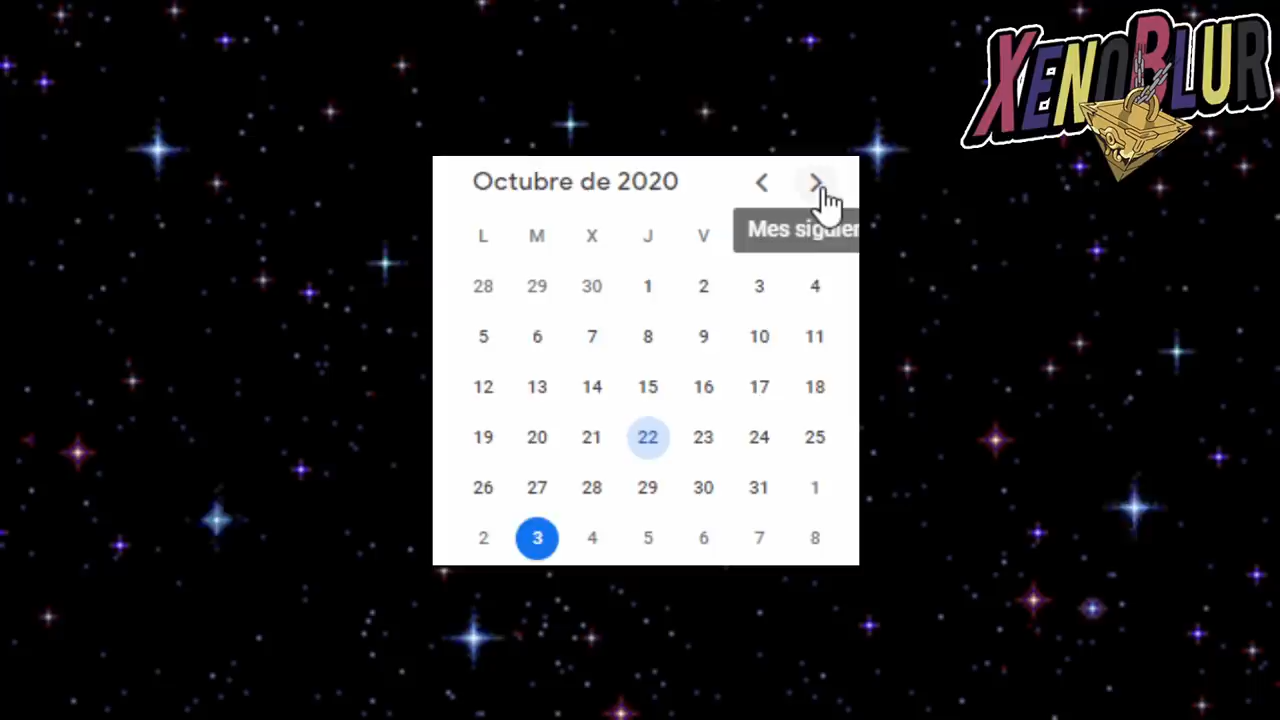 XENOBLUR
Octubre de 2020
L M X J V
Mes siguien
28 29 30 1 2 3 4
5 6 7 8 9 10 11
12 13 14 15 16 17 18
19 20 21 22 23 24 25
26 27 28 29 30 31 1
2 3 4 5 6 7 8